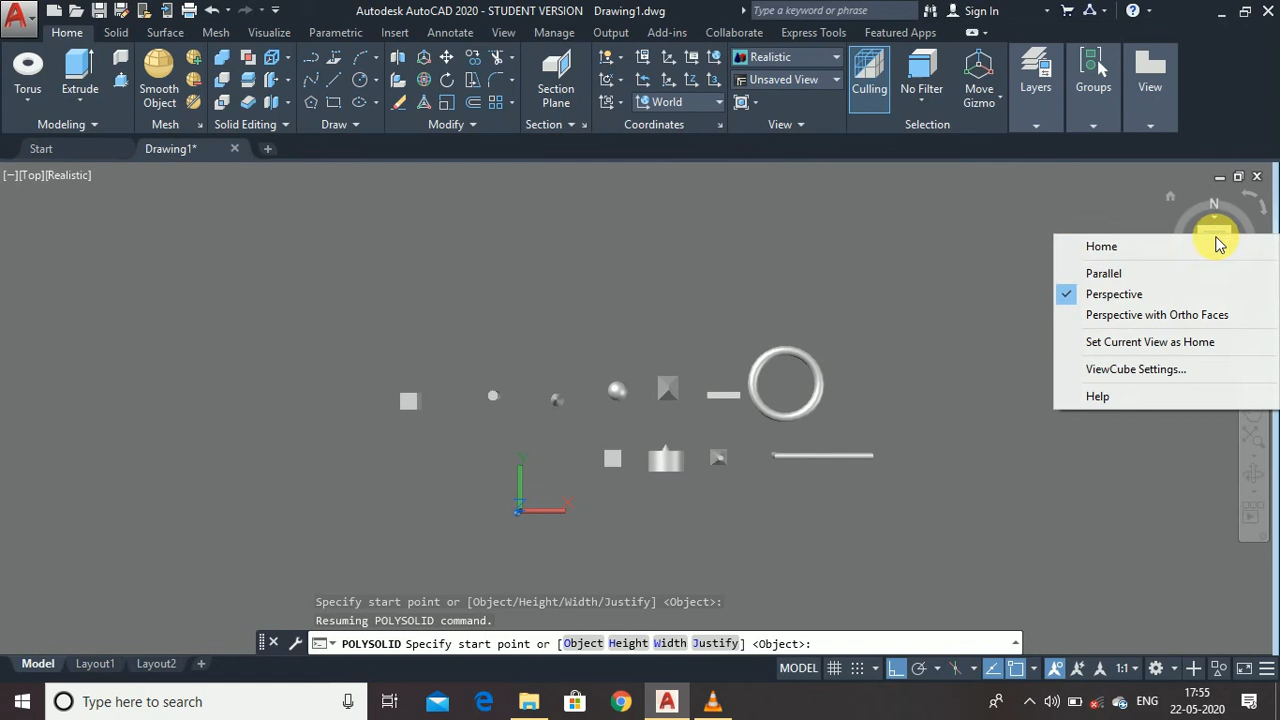 Autodesk AutoCAD 2020 - STUDENT VERSION Drawing1.dwg
Type a keyword or phrase
Sign In
Home Solid Surface Mesh Visualize Parametric Insert Annotate View Manage Output Add-ins Collaborate Express Tools Featured Apps
Torus
Extrude
Smooth Object
Section Plane
Realistic
Unsaved View
World
Culling
No Filter
Move Gizmo
Layers
Groups
View
Modeling
Mesh
Solid Editing
Draw
Modify
Section
Coordinates
View
Selection
Start
Drawing1*
[−][Top][Realistic]
N
Home
Parallel
Perspective
Perspective with Ortho Faces
Set Current View as Home
ViewCube Settings...
Help
Y
X
Specify start point or [Object/Height/Width/Justify] <Object>:
Resuming POLYSOLID command.
POLYSOLID Specify start point or [Object Height Width Justify] <Object>:
Model Layout1 Layout2
MODEL
1:1
Type here to search
ENG
17:55
22-05-2020